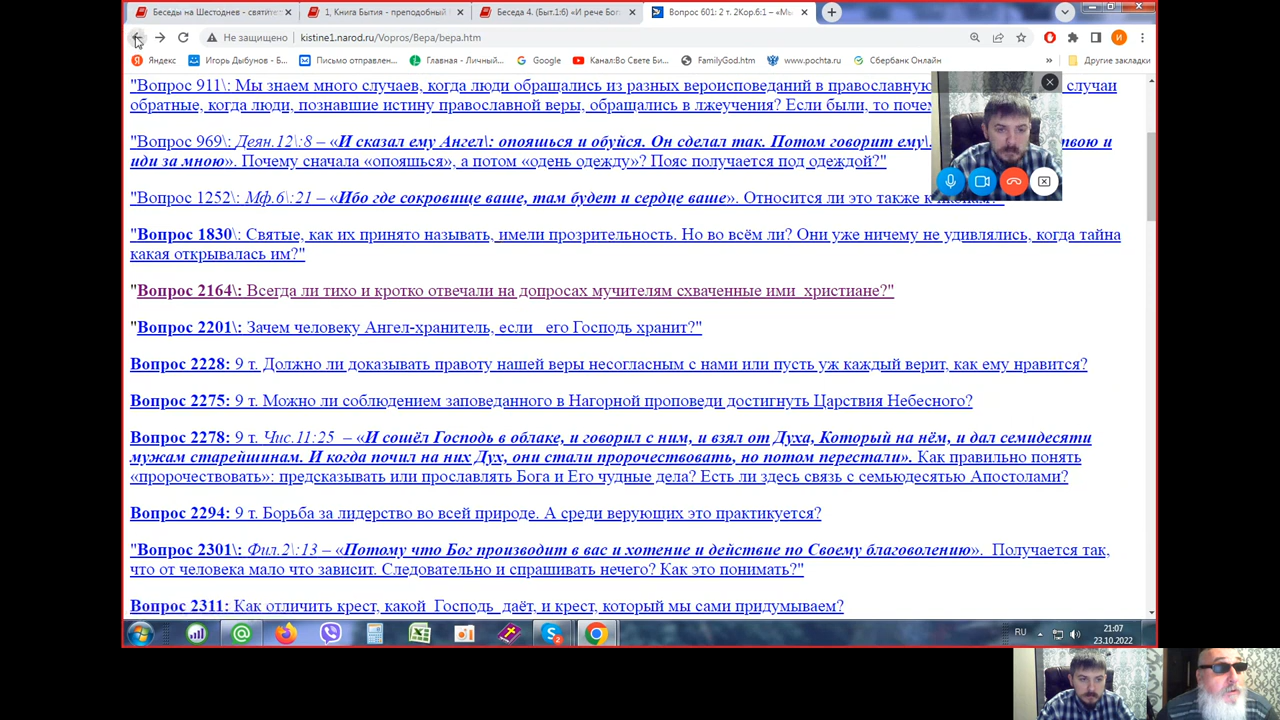 Беседы на Шестоднев - святите
1, Книга Бытия - преподобный
Беседа 4. (Быт.1:6) «И рече Бог
Вопрос 601: 2 т. 2Кор.6:1 – «Мы
Не защищено
kistine1.narod.ru/Vopros/Вера/вера.htm
Яндекс
Игорь Дыбунов - Б...
Письмо отправлен...
Главная - Личный...
Google
Канал:Во Свете Би...
FamilyGod.htm
www.pochta.ru
Сбербанк Онлайн
»
Другие закладки
"Вопрос 911\: Мы знаем много случаев, когда люди обращались из разных вероисповеданий в православную случаи
обратные, когда люди, познавшие истину православной веры, обращались в лжеучения? Если были, то
"Вопрос 969\: Деян.12\:8 – «И сказал ему Ангел\: опояшься и обуйся. Он сделал так. Потом говорит ему\: твою и
иди за мною». Почему сначала «опояшься», а потом «одень одежду»? Пояс получается под одеждой?"
"Вопрос 1252\: Мф.6\:21 – «Ибо где сокровище ваше, там будет и сердце ваше». Относится ли это также к
"Вопрос 1830\: Святые, как их принято называть, имели прозрительность. Но во всём ли? Они уже ничему не удивлялись, когда тайна
какая открывалась им?"
"Вопрос 2164\: Всегда ли тихо и кротко отвечали на допросах мучителям схваченные ими христиане?"
"Вопрос 2201\: Зачем человеку Ангел-хранитель, если его Господь хранит?"
Вопрос 2228: 9 т. Должно ли доказывать правоту нашей веры несогласным с нами или пусть уж каждый верит, как ему нравится?
Вопрос 2275: 9 т. Можно ли соблюдением заповеданного в Нагорной проповеди достигнуть Царствия Небесного?
Вопрос 2278: 9 т. Чис.11:25 – «И сошёл Господь в облаке, и говорил с ним, и взял от Духа, Который на нём, и дал семидесяти
мужам старейшинам. И когда почил на них Дух, они стали пророчествовать, но потом перестали». Как правильно понять
«пророчествовать»: предсказывать или прославлять Бога и Его чудные дела? Есть ли здесь связь с семьюдесятью Апостолами?
Вопрос 2294: 9 т. Борьба за лидерство во всей природе. А среди верующих это практикуется?
"Вопрос 2301\: Фил.2\:13 – «Потому что Бог производит в вас и хотение и действие по Своему благоволению». Получается так,
что от человека мало что зависит. Следовательно и спрашивать нечего? Как это понимать?"
Вопрос 2311: Как отличить крест, какой Господь даёт, и крест, который мы сами придумываем?
RU
21:07
23.10.2022